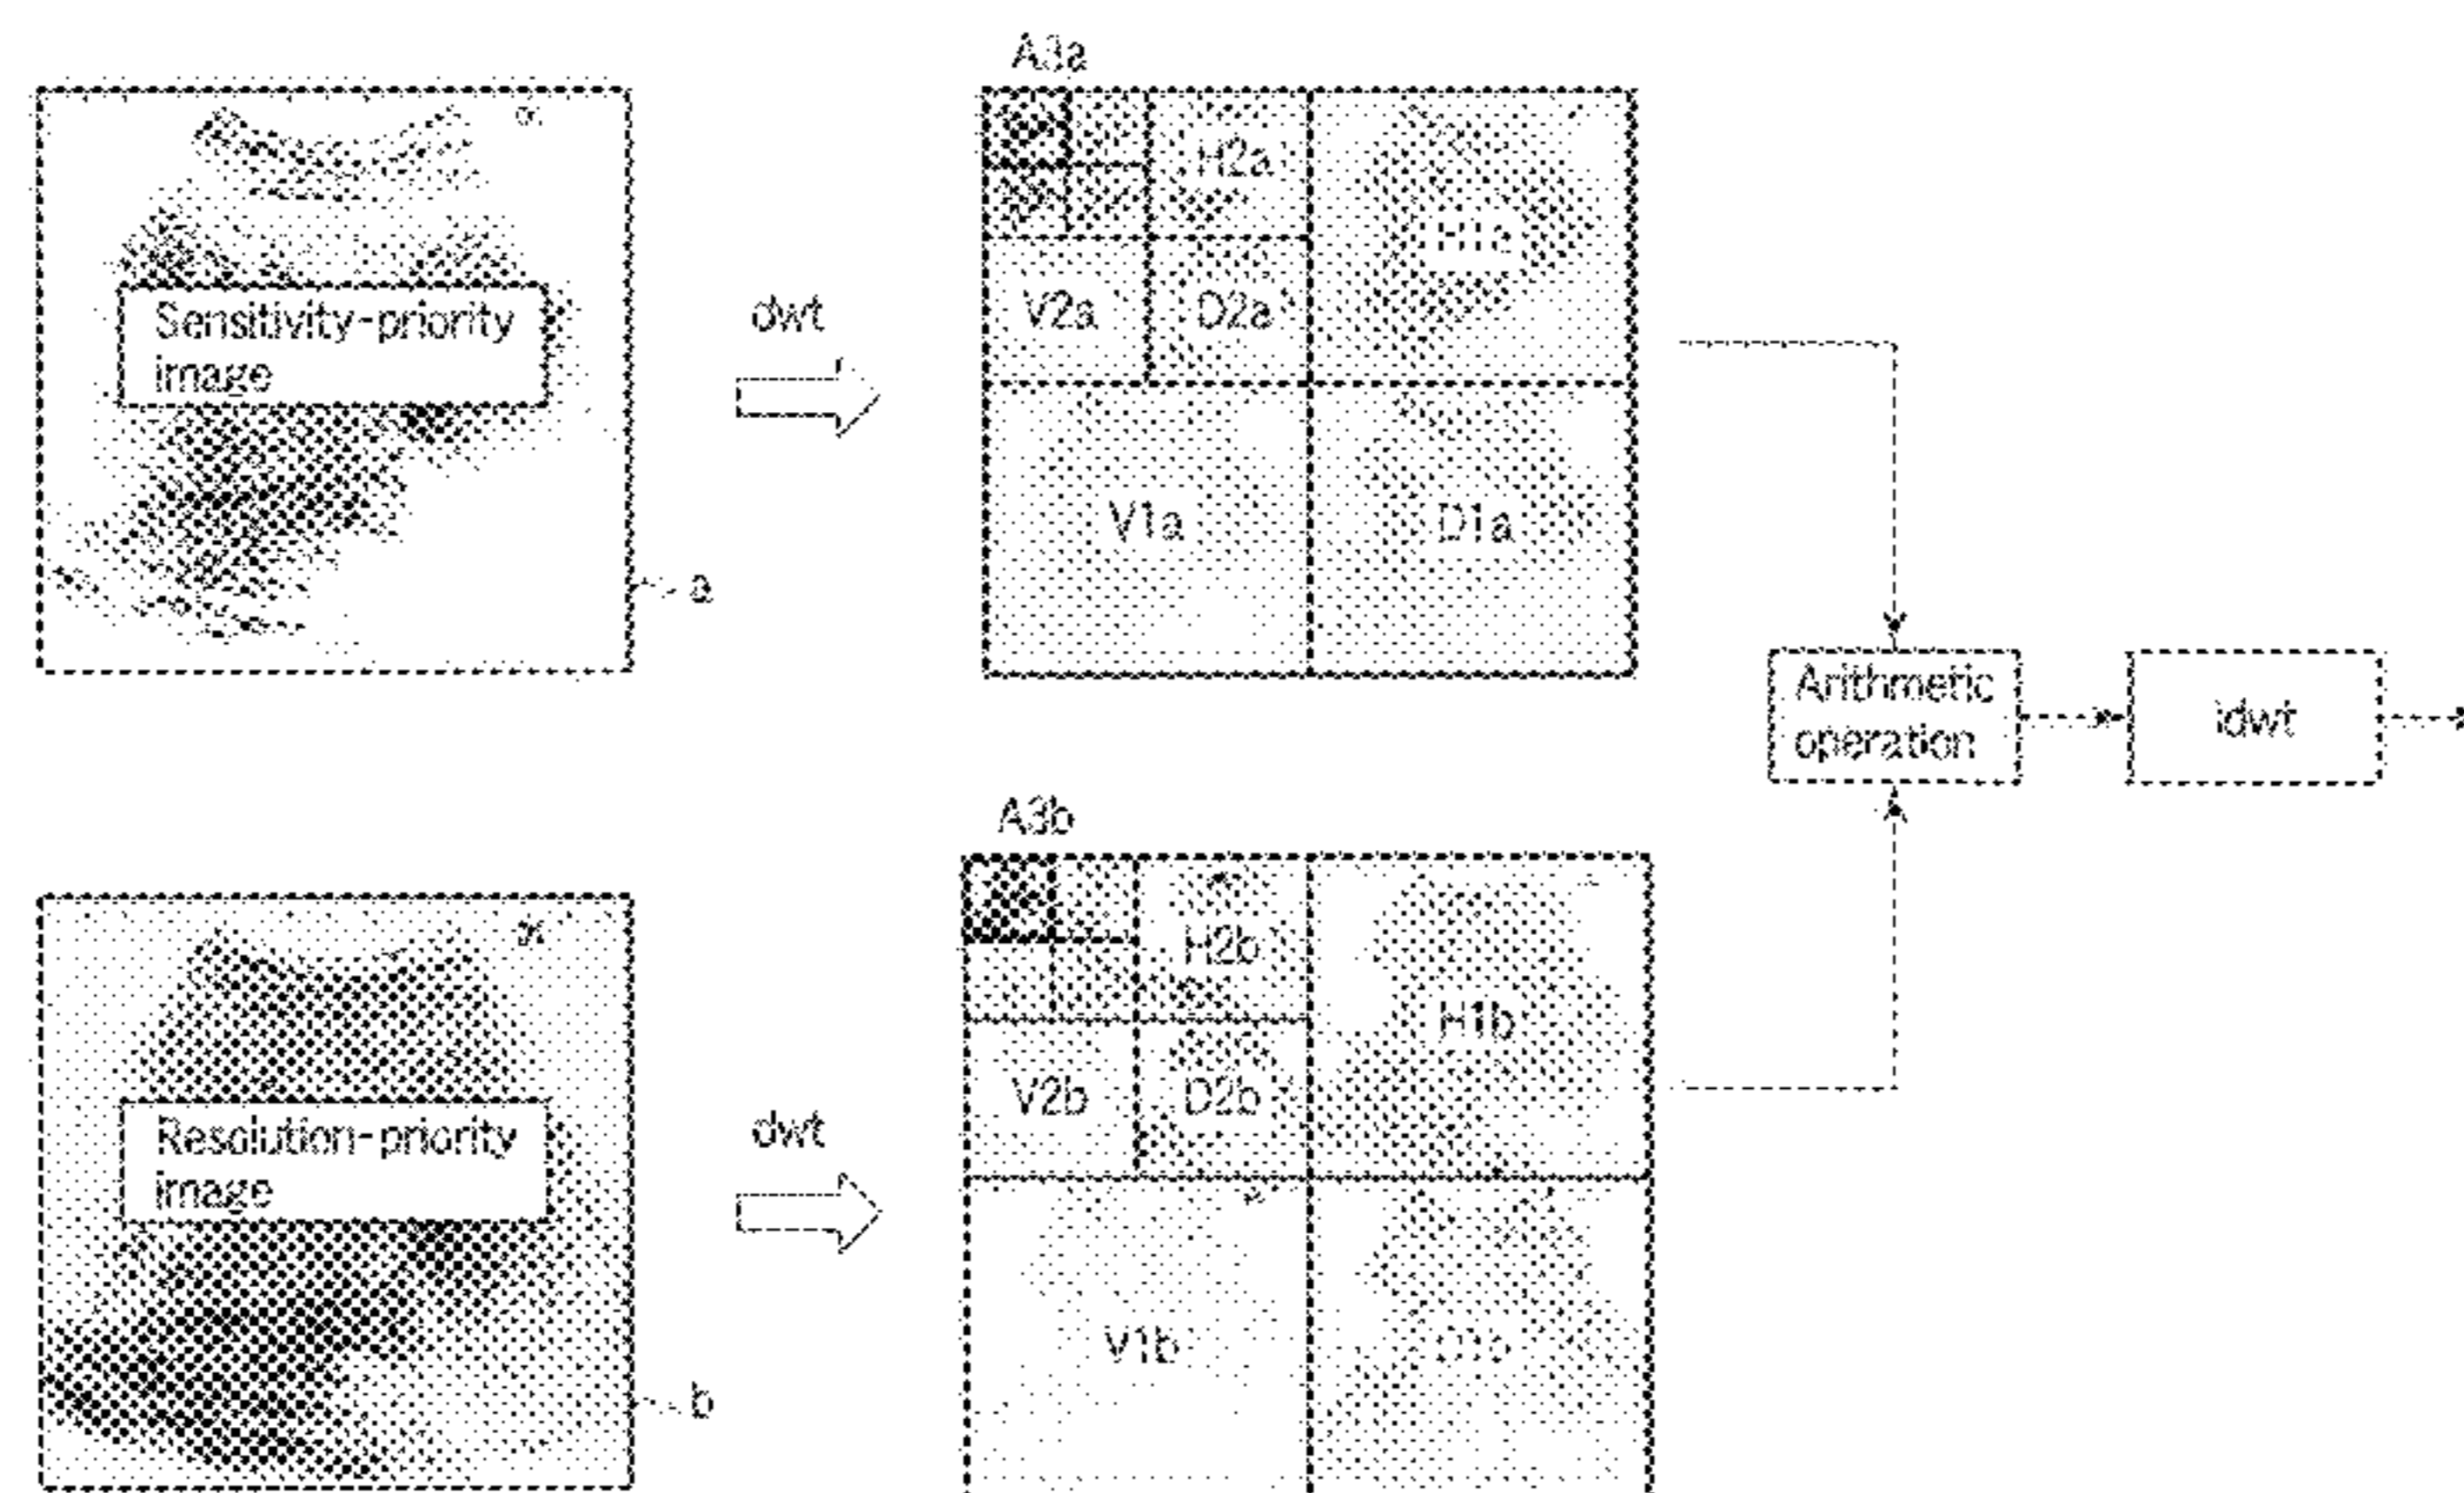 A3a
H2a
Sensitivity-priority
image
dwt
V2a
D2a
V1a
D1a
a
Arithmetic
operation
idwt
A3b
H2b
H1b
Resolution-priority
image
dwt
V2b
D2b
V1b
b